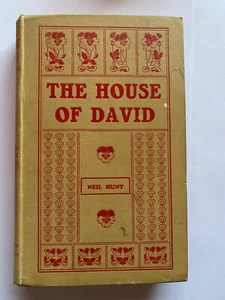 THE HOUSE
OF DAVID
NEIL HUNT